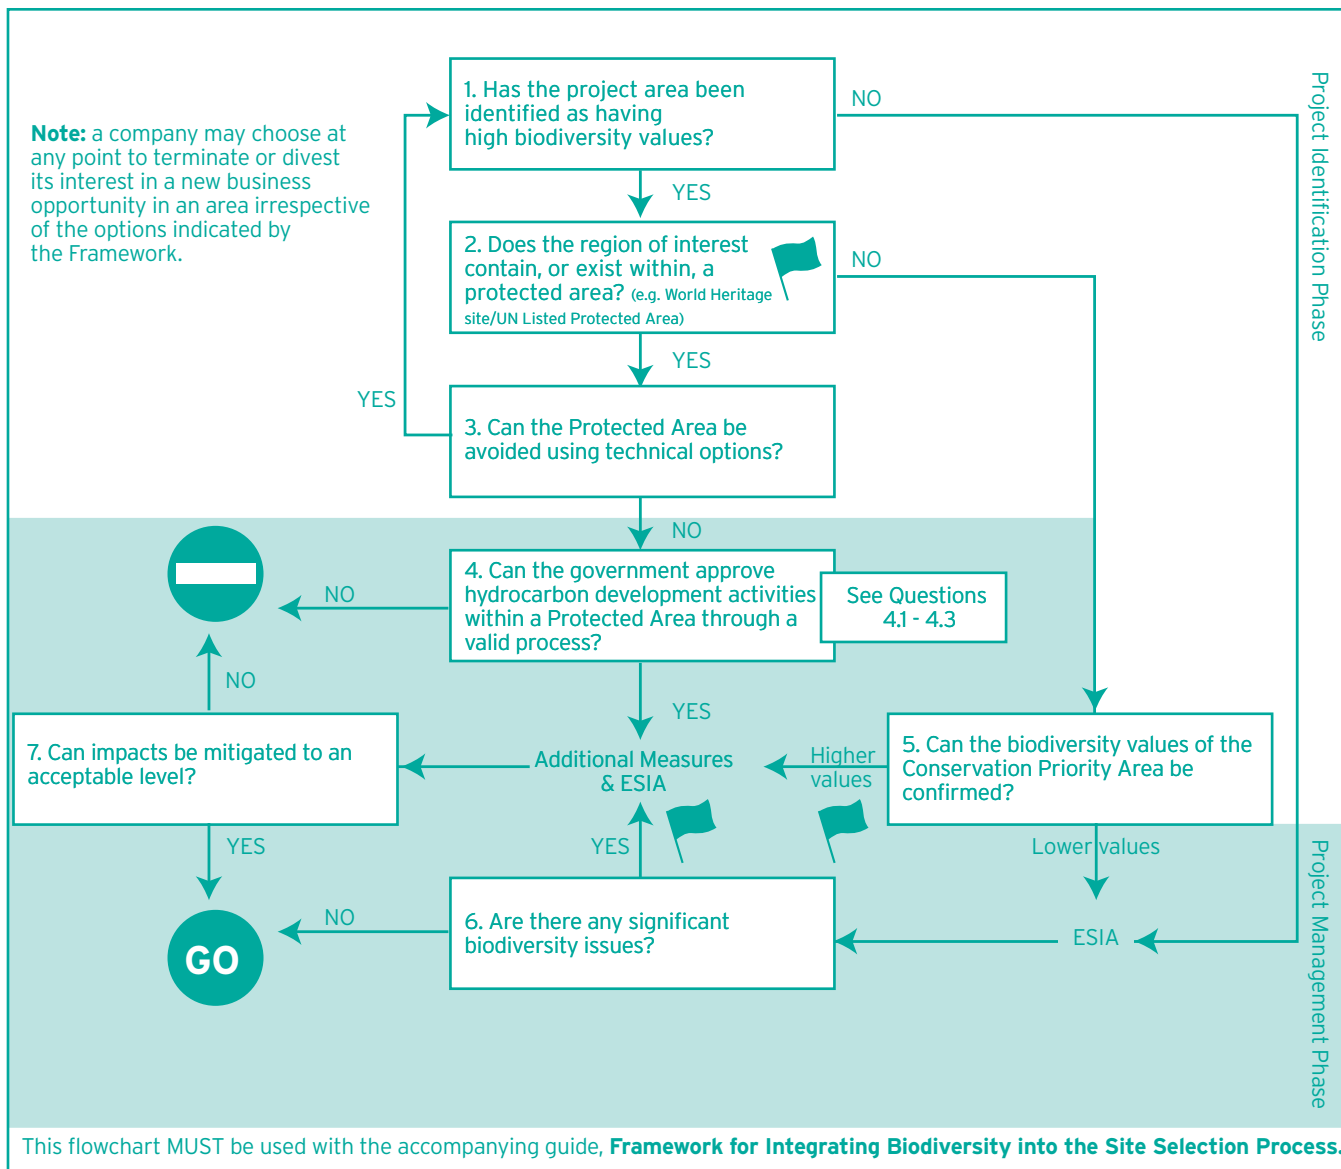 1. Has the project area been
identified as having
high biodiversity values?
NO
Note: a company may choose at
any point to terminate or divest
its interest in a new business
opportunity in an area irrespective
of the options indicated by
the Framework.
Project Identification Phase
YES
2. Does the region of interest
contain, or exist within, a
protected area? (e.g. World Heritage
site/UN Listed Protected Area)
NO
YES
YES
3. Can the Protected Area be
avoided using technical options?
NO
4. Can the government approve
hydrocarbon development activities
within a Protected Area through a
valid process?
See Questions
4.1 - 4.3
NO
NO
YES
7. Can impacts be mitigated to an
acceptable level?
Additional Measures
& ESIA
Higher
values
5. Can the biodiversity values of the
Conservation Priority Area be
confirmed?
YES
YES
Lower values
Project Management Phase
NO
6. Are there any significant
biodiversity issues?
ESIA
GO
This flowchart MUST be used with the accompanying guide, Framework for Integrating Biodiversity into the Site Selection Process.